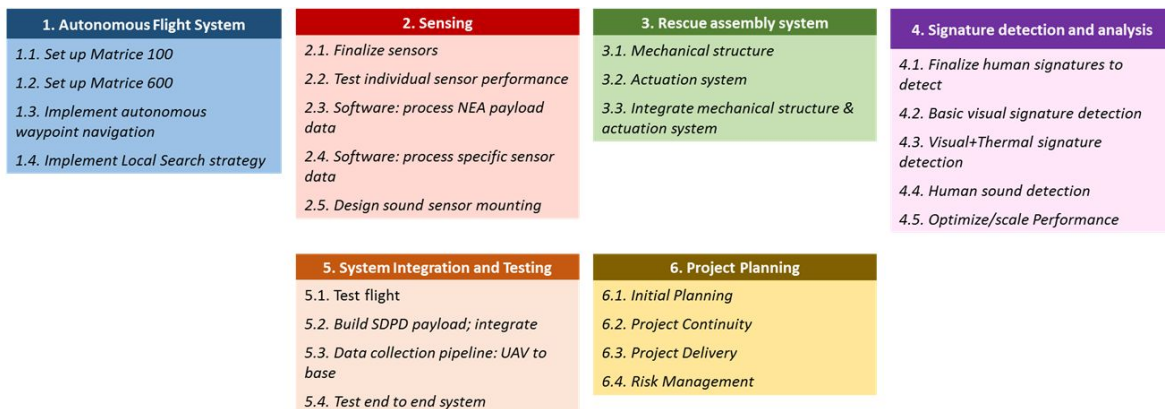 1. Autonomous Flight System
1.1. Set up Matrice 100
1.2. Set up Matrice 600
1.3. Implement autonomous
waypoint navigation
1.4. Implement Local Search strategy
2. Sensing
2.1. Finalize sensors
2.2. Test individual sensor performance
2.3. Software: process NEA payload
data
2.4. Software: process specific sensor
data
2.5. Design sound sensor mounting
3. Rescue assembly system
3.1. Mechanical structure
3.2. Actuation system
3.3. Integrate mechanical structure &
actuation system
4. Signature detection and analysis
4.1. Finalize human signatures to
detect
4.2. Basic visual signature detection
4.3. Visual+Thermal signature
detection
4.4. Human sound detection
4.5. Optimize/scale Performance
5. System Integration and Testing
5.1. Test flight
5.2. Build SDPD payload; integrate
5.3. Data collection pipeline: UAV to
base
5.4. Test end to end system
6. Project Planning
6.1. Initial Planning
6.2. Project Continuity
6.3. Project Delivery
6.4. Risk Management